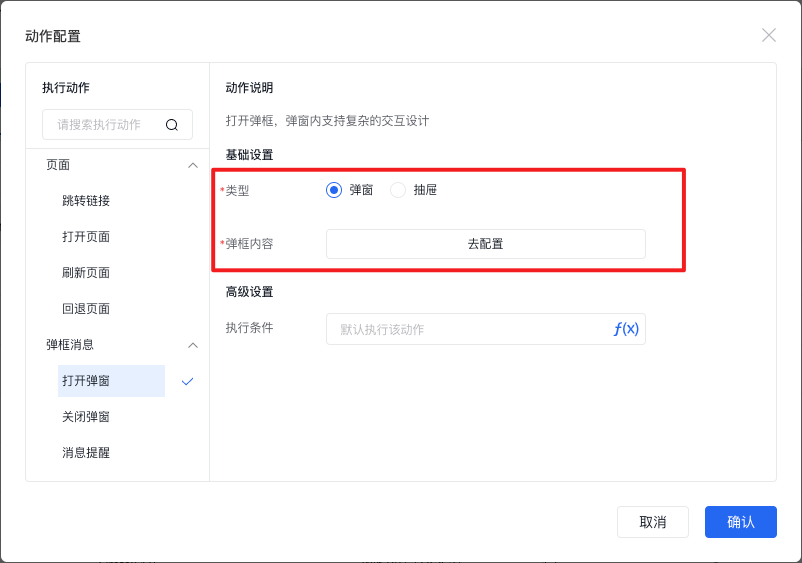 动作配置
执行动作
请搜索执行动作
页面
跳转链接
打开页面
刷新页面
回退页面
弹框消息
打开弹窗
关闭弹窗
消息提醒
动作说明
打开弹框，弹窗内支持复杂的交互设计
基础设置
*类型 弹窗 抽屉
*弹框内容 去配置
高级设置
执行条件 默认执行该动作 ƒ(x)
取消 确认